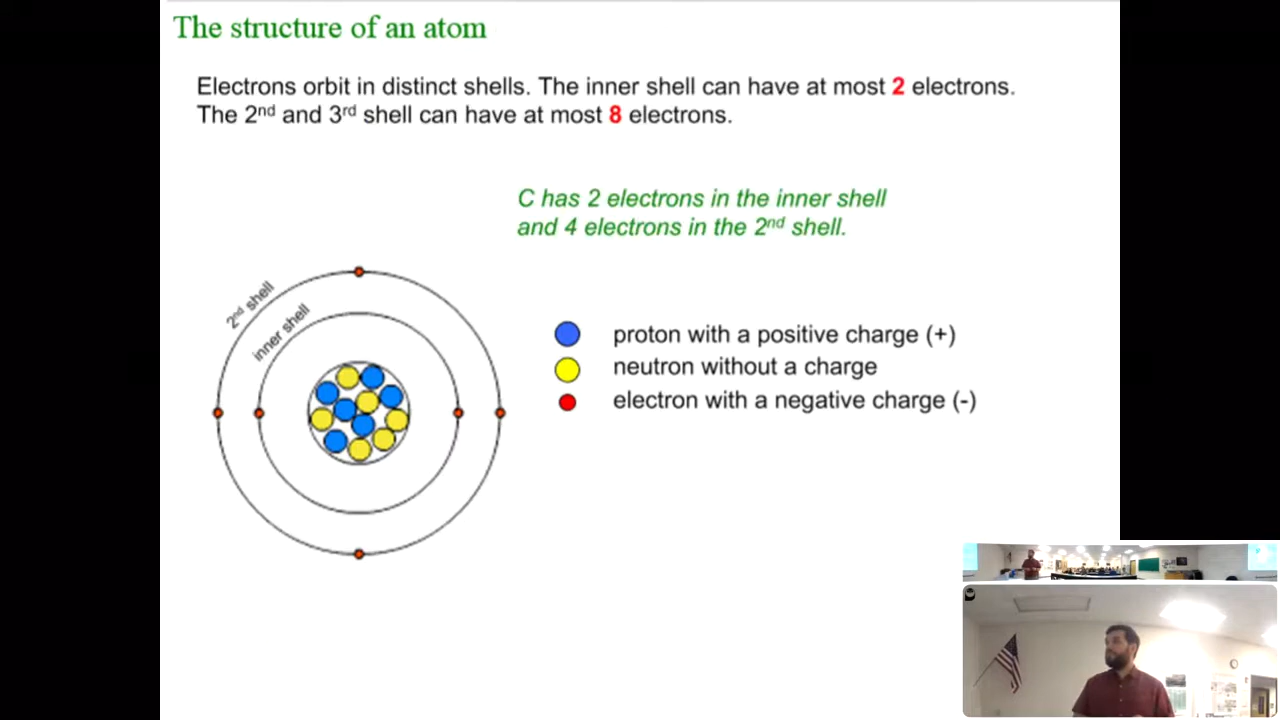 The structure of an atom
Electrons orbit in distinct shells. The inner shell can have at most 2 electrons.
The 2nd and 3rd shell can have at most 8 electrons.
C has 2 electrons in the inner shell
and 4 electrons in the 2nd shell.
2nd shell
inner shell
proton with a positive charge (+)
neutron without a charge
electron with a negative charge (-)